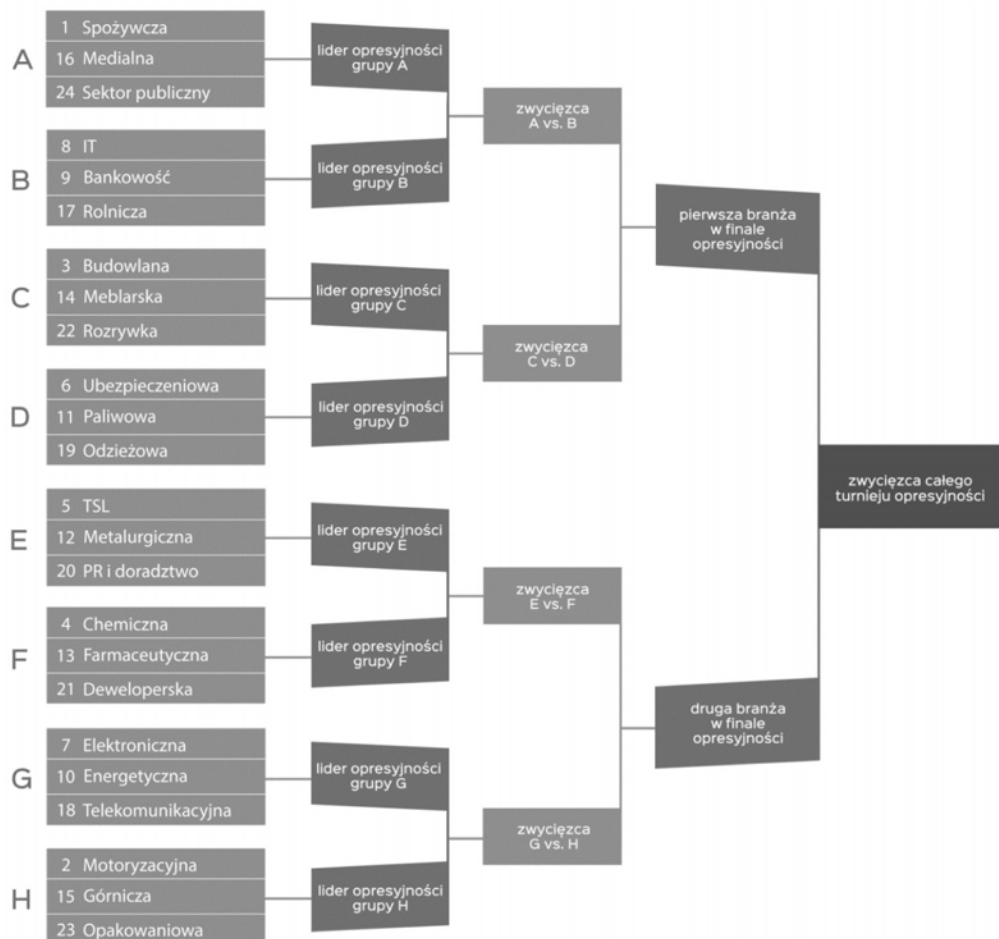 A
1 Spożywcza
16 Medialna
24 Sektor publiczny
lider opresyjności
grupy A
B
8 IT
9 Bankowość
17 Rolnicza
lider opresyjności
grupy B
zwycięzca
A vs. B
C
3 Budowlana
14 Meblarska
22 Rozrywka
lider opresyjności
grupy C
D
6 Ubezpieczeniowa
11 Paliwowa
19 Odzieżowa
lider opresyjności
grupy D
zwycięzca
C vs. D
pierwsza branża
w finale
opresyjności
E
5 TSL
12 Metalurgiczna
20 PR i doradztwo
lider opresyjności
grupy E
F
4 Chemiczna
13 Farmaceutyczna
21 Deweloperska
lider opresyjności
grupy F
zwycięzca
E vs. F
G
7 Elektroniczna
10 Energetyczna
18 Telekomunikacyjna
lider opresyjności
grupy G
H
2 Motoryzacyjna
15 Górnicza
23 Opakowaniowa
lider opresyjności
grupy H
zwycięzca
G vs. H
druga branża
w finale
opresyjności
zwycięzca całego
turnieju opresyjności